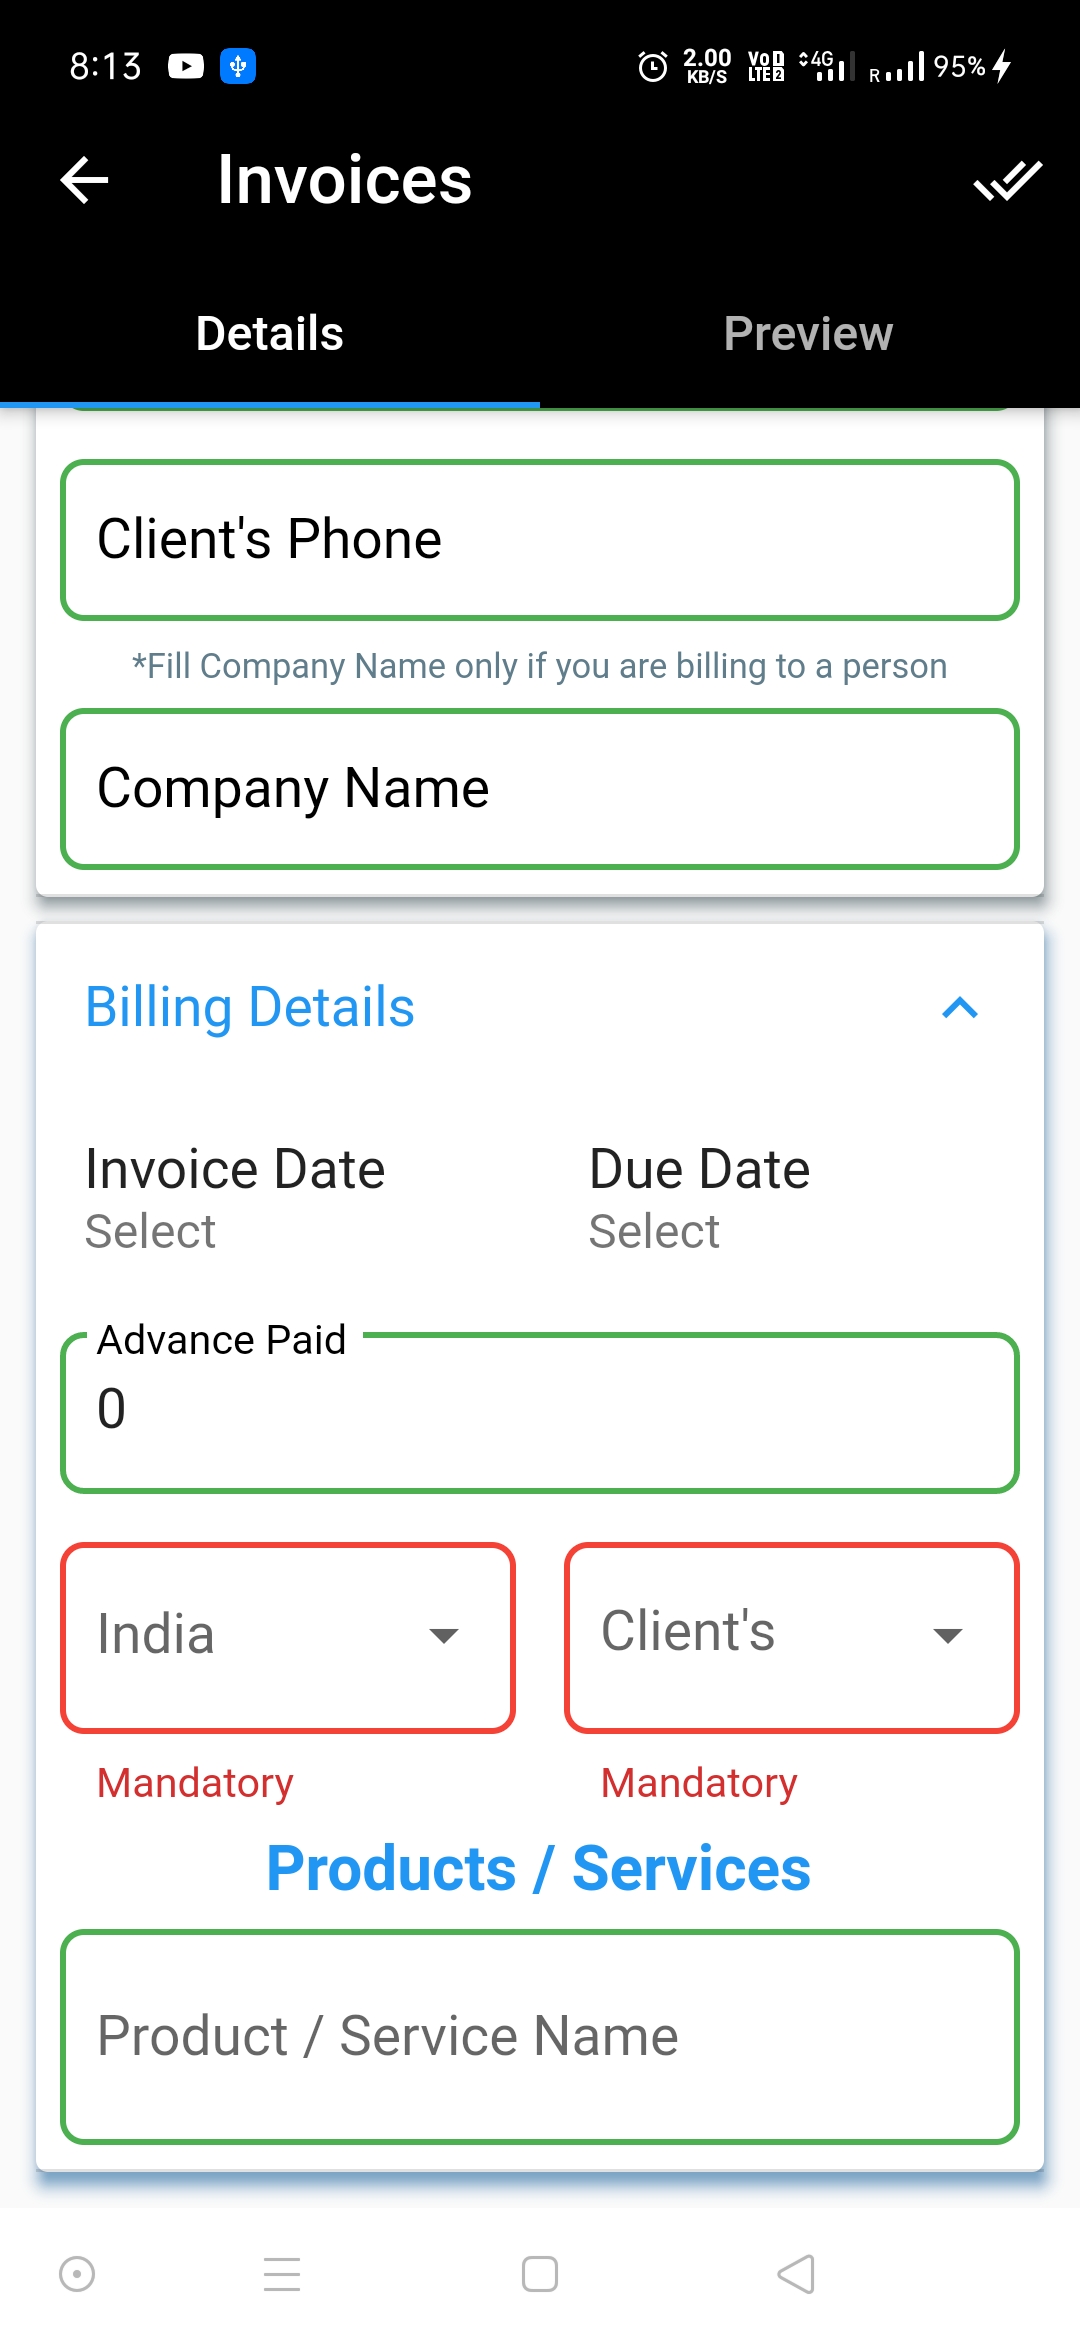 8:13 2.00 KB/S VoD LTE2 4G R 95%
Invoices
Details Preview
Client's Phone
*Fill Company Name only if you are billing to a person
Company Name
Billing Details
Invoice Date Due Date
Select Select
Advance Paid
0
India Client's
Mandatory Mandatory
Products / Services
Product / Service Name